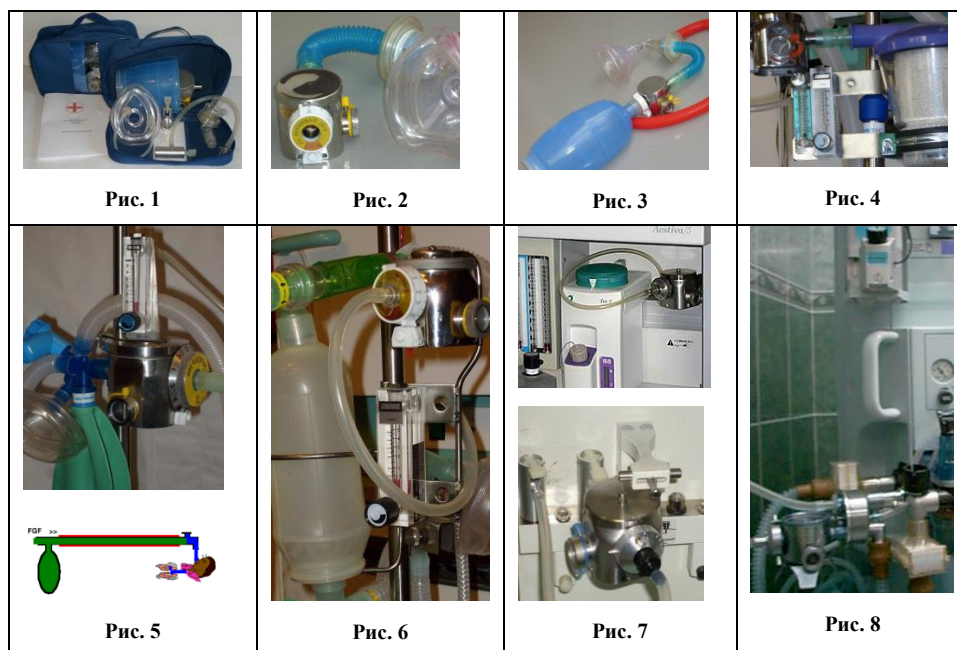 Рис. 1
Рис. 2
Рис. 3
Рис. 4
Aestiva/5
150
FGF >>
Рис. 5
Рис. 6
Рис. 7
Рис. 8